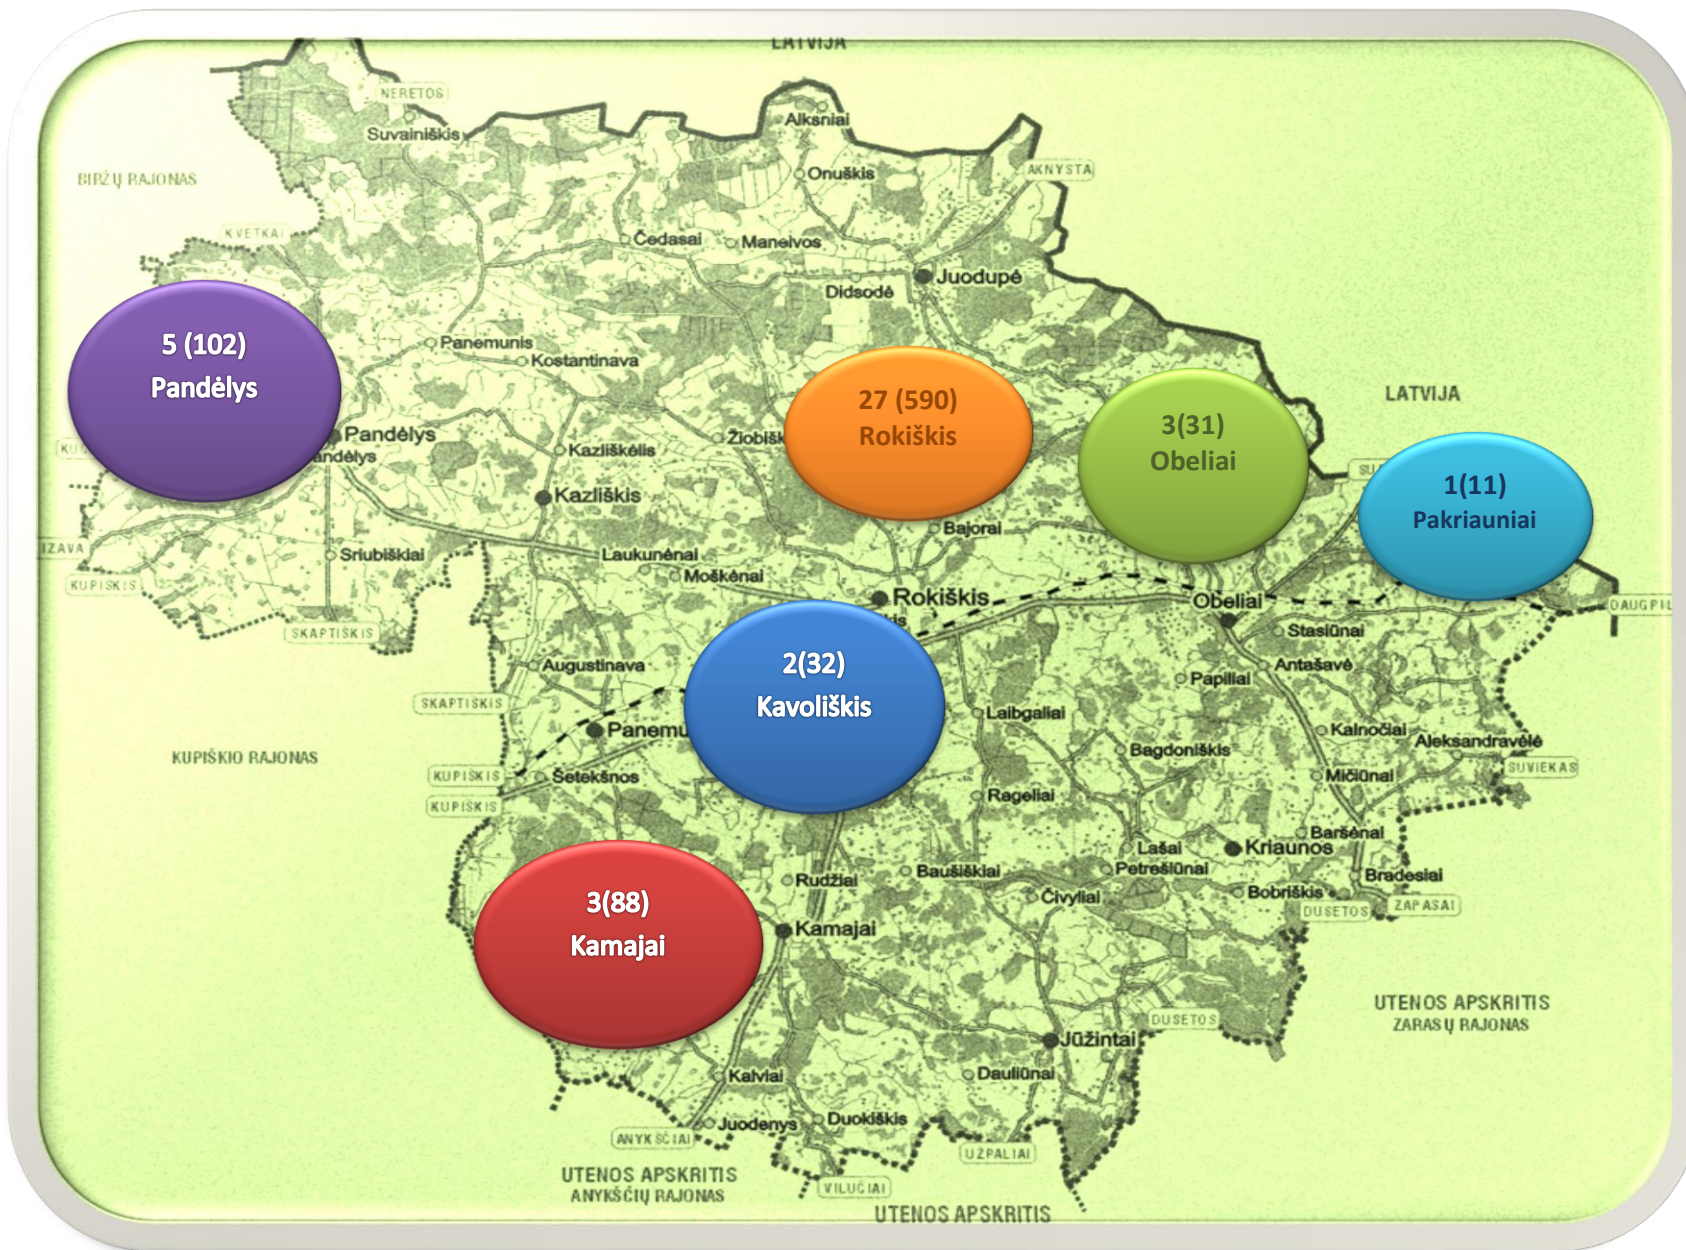 LATVIJA
NERETOS
Suvainiškis
Alksniai
BIRŽŲ RAJONAS
Onuškis
AKNYSTA
KVETKAI
Čedasai
Maneivos
Juodupė
Didsodė
Panemunis
Kostantinava
5 (102)
Pandėlys
27 (590)
Rokiškis
3(31)
Obeliai
LATVIJA
1(11)
Pakriauniai
Pandėlys
Kazliškėlis
Kazliškis
Bajorai
Sriubiškiai
Laukunėnai
Moškėnai
KUPIŠKIS
SKAPTIŠKIS
Rokiškis
Obeliai
Stasiūnai
Augustinava
Antašavė
Papiliai
SKAPTIŠKIS
2(32)
Kavoliškis
Laibgaliai
Kalnočiai
Aleksandravėlė
KUPIŠKIO RAJONAS
Bagdoniškis
SUVIEKAS
KUPIŠKIS
Šetekšnos
Mičiūnai
KUPIŠKIS
Rageliai
Baršėnai
Lašai
Kriaunos
Rudžiai
Baušiškiai
Petrešiūnai
Bradesiai
Čivyliai
Bobriškis
DUSETOS
ZARASAI
3(88)
Kamajai
Kamajai
UTENOS APSKRITIS
ZARASŲ RAJONAS
DUSETOS
Jūžintai
Kalviai
Dauliūnai
Juodenys
Duokiškis
ANYKŠČIAI
UŽPALIAI
UTENOS APSKRITIS
ANYKŠČIŲ RAJONAS
VILUČIAI
UTENOS APSKRITIS